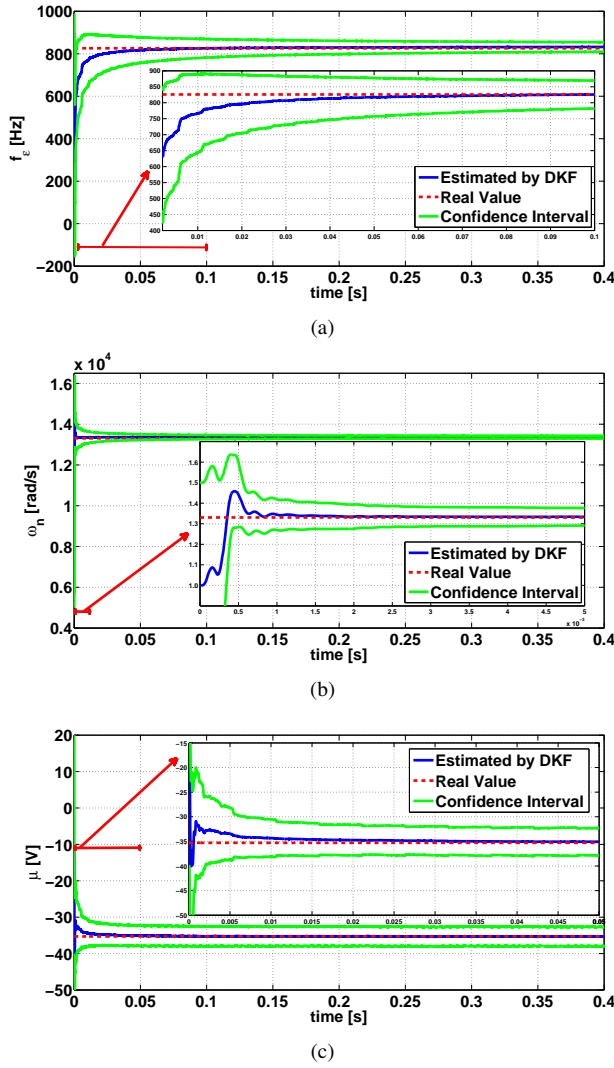 1000
800
600
400
200
0
−200
f_ε [Hz]
900
850
800
750
700
650
600
550
500
450
400
0.01 0.02 0.03 0.04 0.05 0.06 0.07 0.08 0.09 0.1
Estimated by DKF
Real Value
Confidence Interval
0 0.05 0.1 0.15 0.2 0.25 0.3 0.35 0.4
time [s]
(a)
x 10^4
1.6
1.4
1.2
1
0.8
0.6
0.4
ω_n [rad/s]
1.6
1.5
1.4
1.33
1.2
1.1
1.0
0.9
0 0.5 1 1.5 2 2.5 3 3.5 4 4.5 5
x 10^−3
Estimated by DKF
Real Value
Confidence Interval
0 0.05 0.1 0.15 0.2 0.25 0.3 0.35 0.4
time [s]
(b)
20
10
0
−10
−20
−30
−40
−50
μ [V]
−15
−20
−25
−30
−35
−40
−45
−50
0.005 0.01 0.015 0.02 0.025 0.03 0.035 0.04 0.045
Estimated by DKF
Real Value
Confidence Interval
0 0.05 0.1 0.15 0.2 0.25 0.3 0.35 0.4
time [s]
(c)